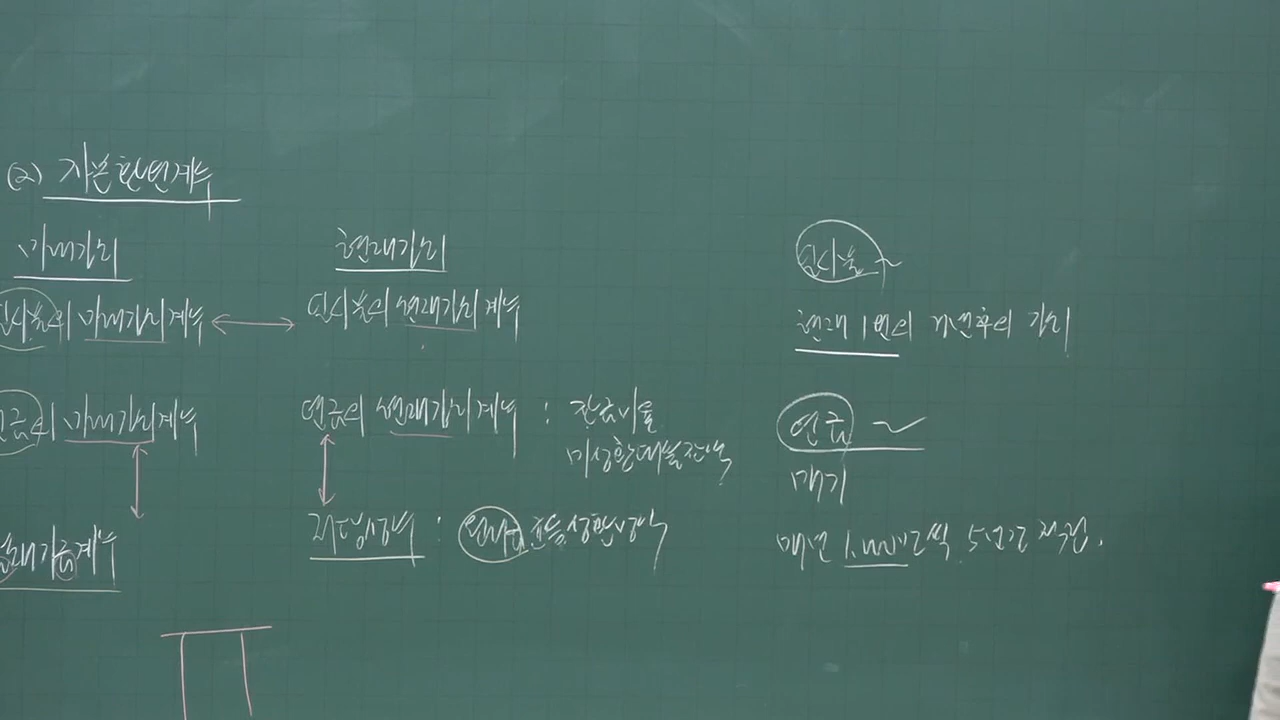 (2) 자본환원계수
미래가치
현재가치
일시불의 미래가치계수 ↔ 일시불의 현재가치계수
연금의 미래가치계수
연금의 현재가치계수 : 잔금비율
미상환대출잔액
감채기금계수
저당상수 : 원리금균등상환
일시불~
현재 1원의 n년후의 가치
연금~
매기
매년 1,000만원씩 5년간 적립.